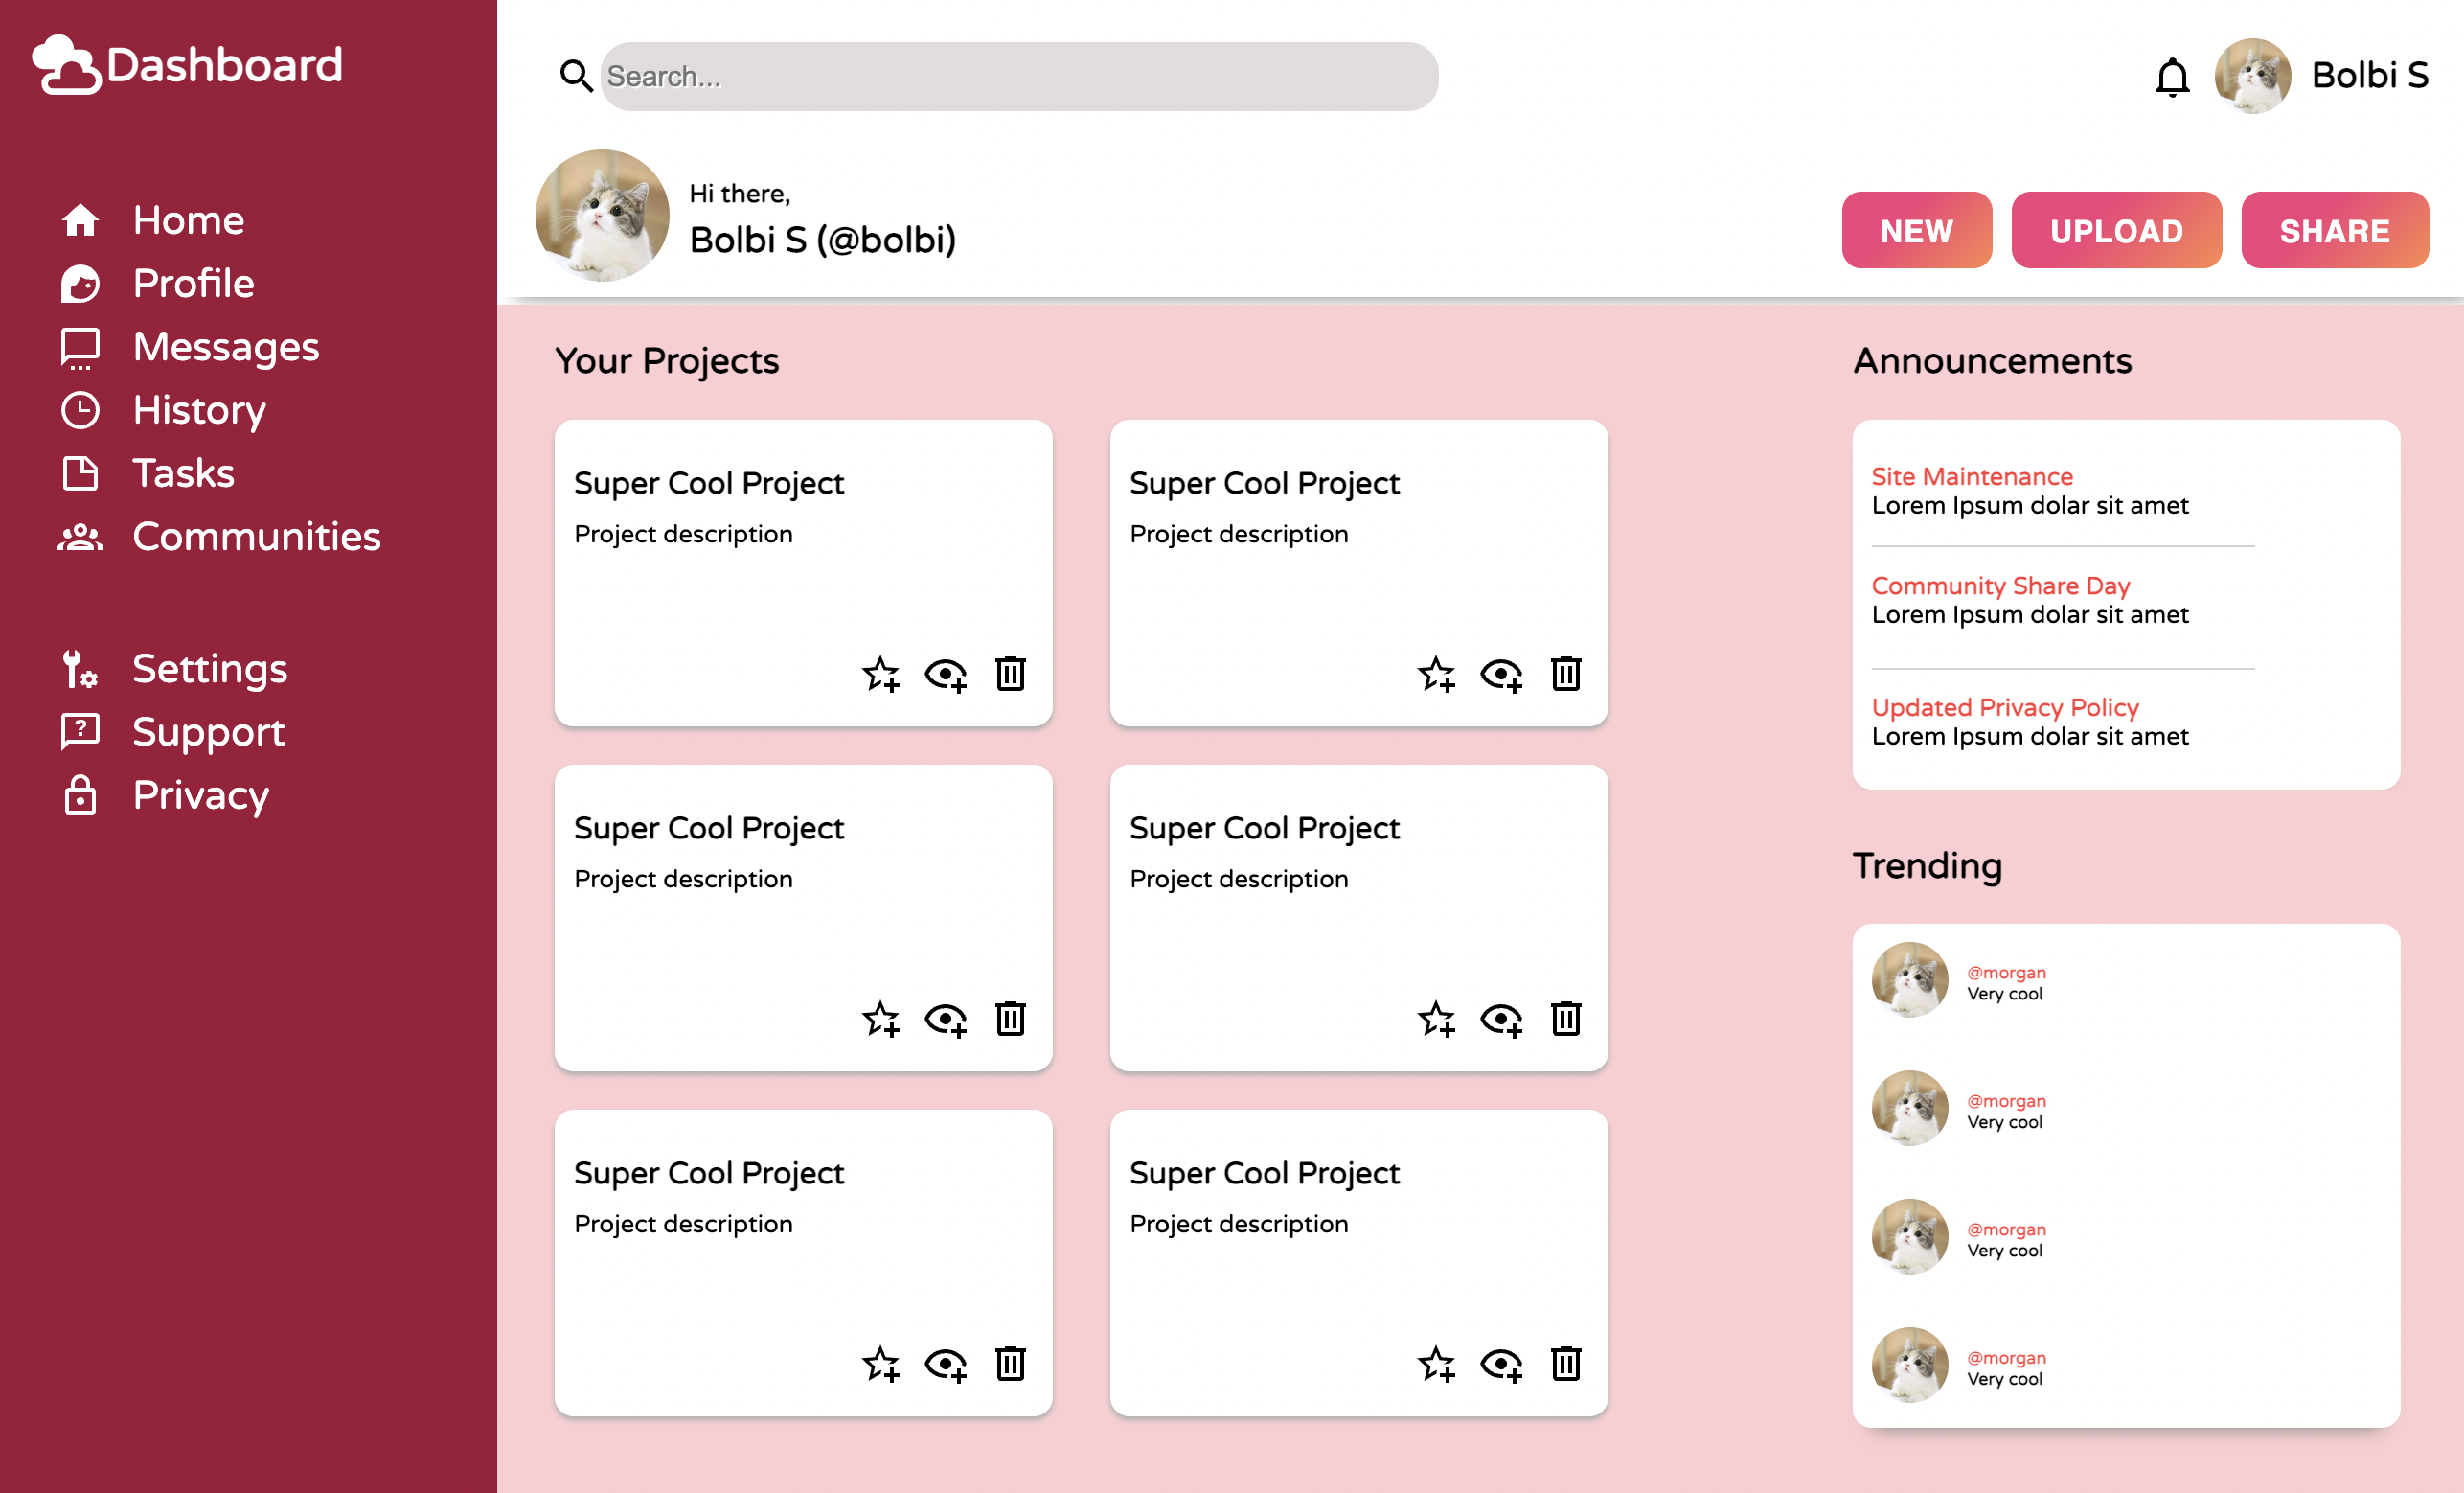 Dashboard
Home
Profile
Messages
History
Tasks
Communities
Settings
Support
Privacy
Search...
Bolbi S
Hi there,
Bolbi S (@bolbi)
NEW
UPLOAD
SHARE
Your Projects
Super Cool Project
Project description
Super Cool Project
Project description
Super Cool Project
Project description
Super Cool Project
Project description
Super Cool Project
Project description
Super Cool Project
Project description
Announcements
Site Maintenance
Lorem Ipsum dolar sit amet
Community Share Day
Lorem Ipsum dolar sit amet
Updated Privacy Policy
Lorem Ipsum dolar sit amet
Trending
@morgan
Very cool
@morgan
Very cool
@morgan
Very cool
@morgan
Very cool